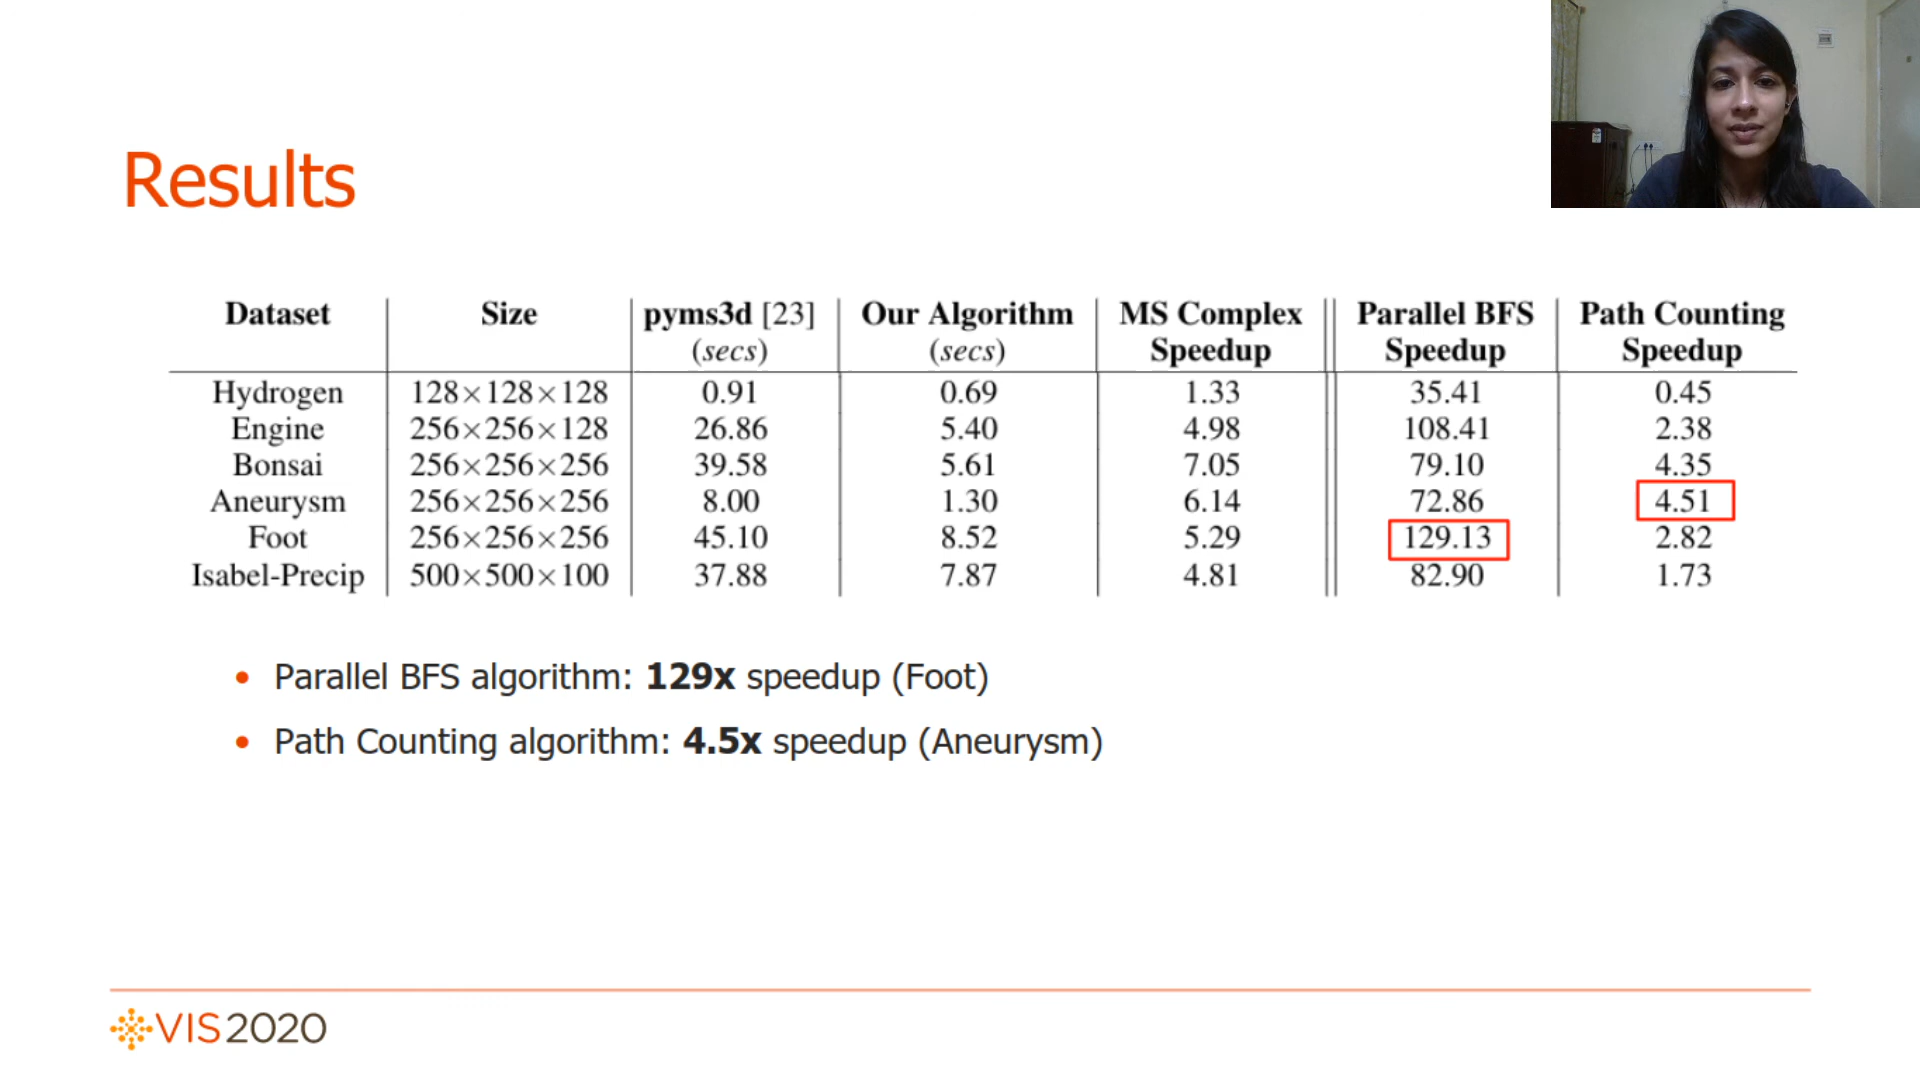 Results
Dataset Size pyms3d [23] Our Algorithm MS Complex Parallel BFS Path Counting
(secs) (secs) Speedup Speedup Speedup
Hydrogen 128×128×128 0.91 0.69 1.33 35.41 0.45
Engine 256×256×128 26.86 5.40 4.98 108.41 2.38
Bonsai 256×256×256 39.58 5.61 7.05 79.10 4.35
Aneurysm 256×256×256 8.00 1.30 6.14 72.86 4.51
Foot 256×256×256 45.10 8.52 5.29 129.13 2.82
Isabel-Precip 500×500×100 37.88 7.87 4.81 82.90 1.73
• Parallel BFS algorithm: 129x speedup (Foot)
• Path Counting algorithm: 4.5x speedup (Aneurysm)
VIS2020